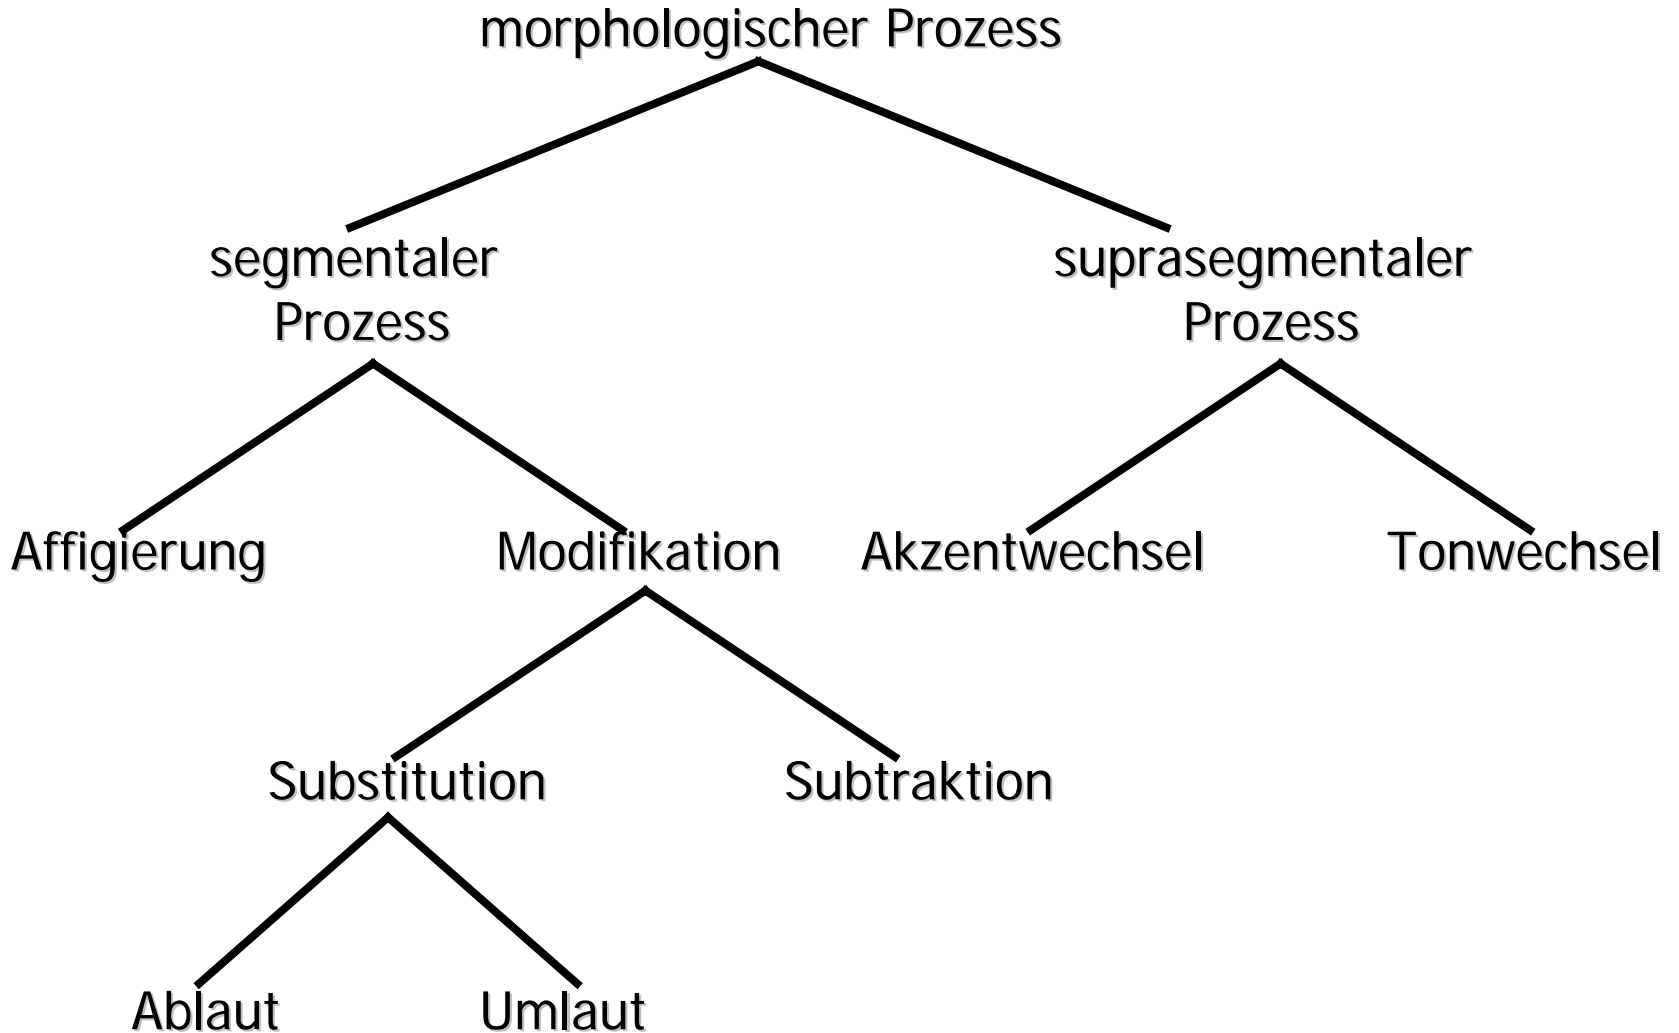 morphologischer Prozess
segmentaler
Prozess
suprasegmentaler
Prozess
Affigierung
Modifikation
Akzentwechsel
Tonwechsel
Substitution
Subtraktion
Ablaut
Umlaut